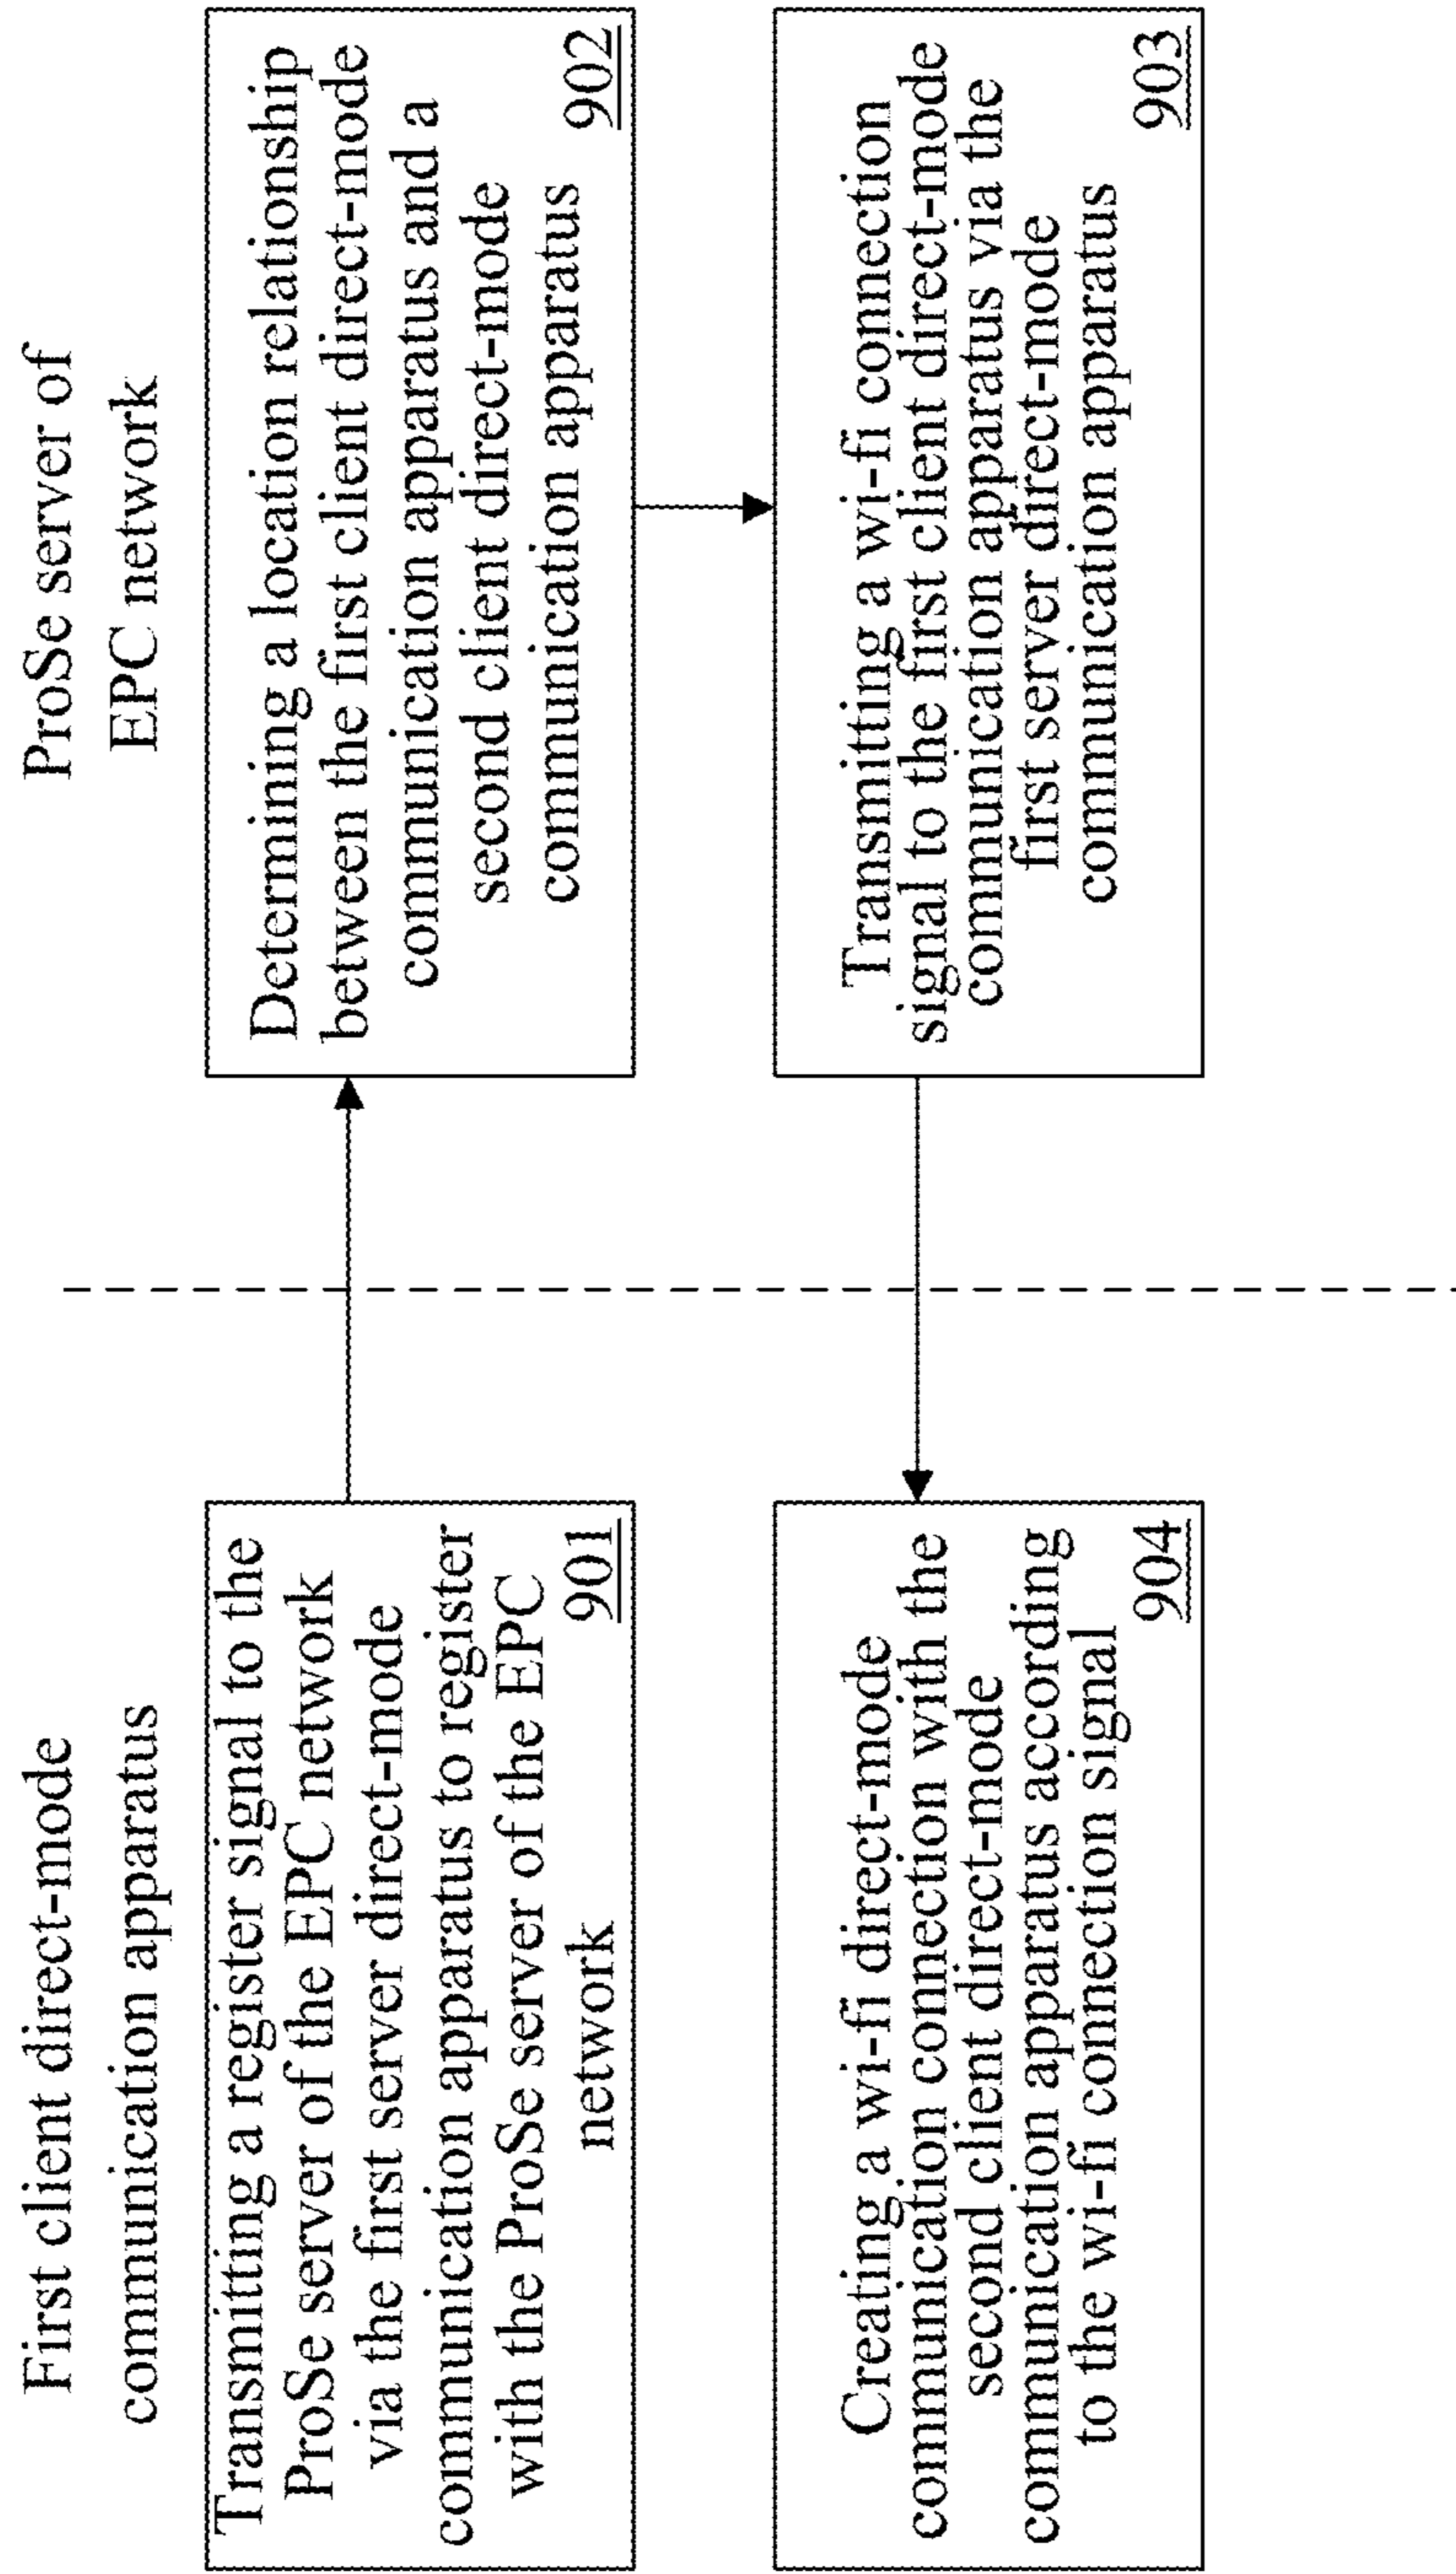 First client direct-mode
communication apparatus
ProSe server of
EPC network
Transmitting a register signal to the
ProSe server of the EPC network
via the first server direct-mode
communication apparatus to register
with the ProSe server of the EPC
network
901
Determining a location relationship
between the first client direct-mode
communication apparatus and a
second client direct-mode
communication apparatus
902
Transmitting a wi-fi connection
signal to the first client direct-mode
communication apparatus via the
first server direct-mode
communication apparatus
903
Creating a wi-fi direct-mode
communication connection with the
second client direct-mode
communication apparatus according
to the wi-fi connection signal
904